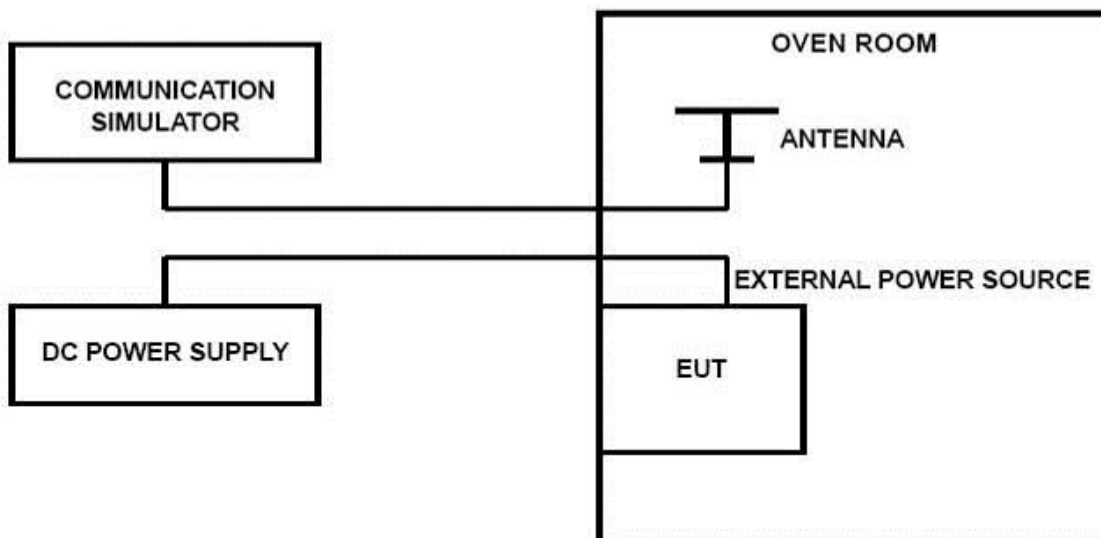 OVEN ROOM
COMMUNICATION
SIMULATOR
ANTENNA
EXTERNAL POWER SOURCE
DC POWER SUPPLY
EUT